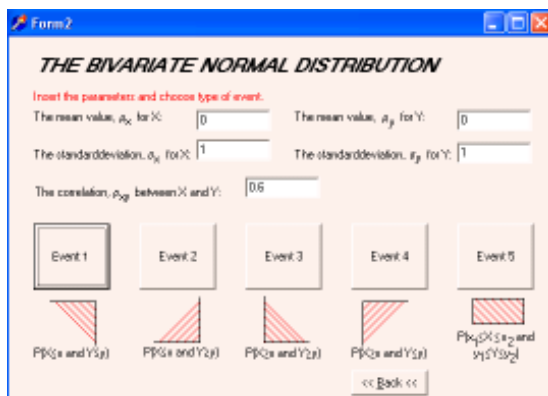 Form2
THE BIVARIATE NORMAL DISTRIBUTION
Insert the parameters and choose type of event.
The mean value, μx for X: 0
The mean value, μy for Y: 0
The standarddeviation, σx for X: 1
The standarddeviation, σy for Y: 1
The correlation, ρxy between X and Y: 0.6
Event 1 Event 2 Event 3 Event 4 Event 5
P(X≤x and Y≤y) P(X≤x and Y≥y) P(X≥x and Y≥y) P(X≥x and Y≤y) P(x1≤X≤x2 and
y1≤Y≤y2)
<< Back <<